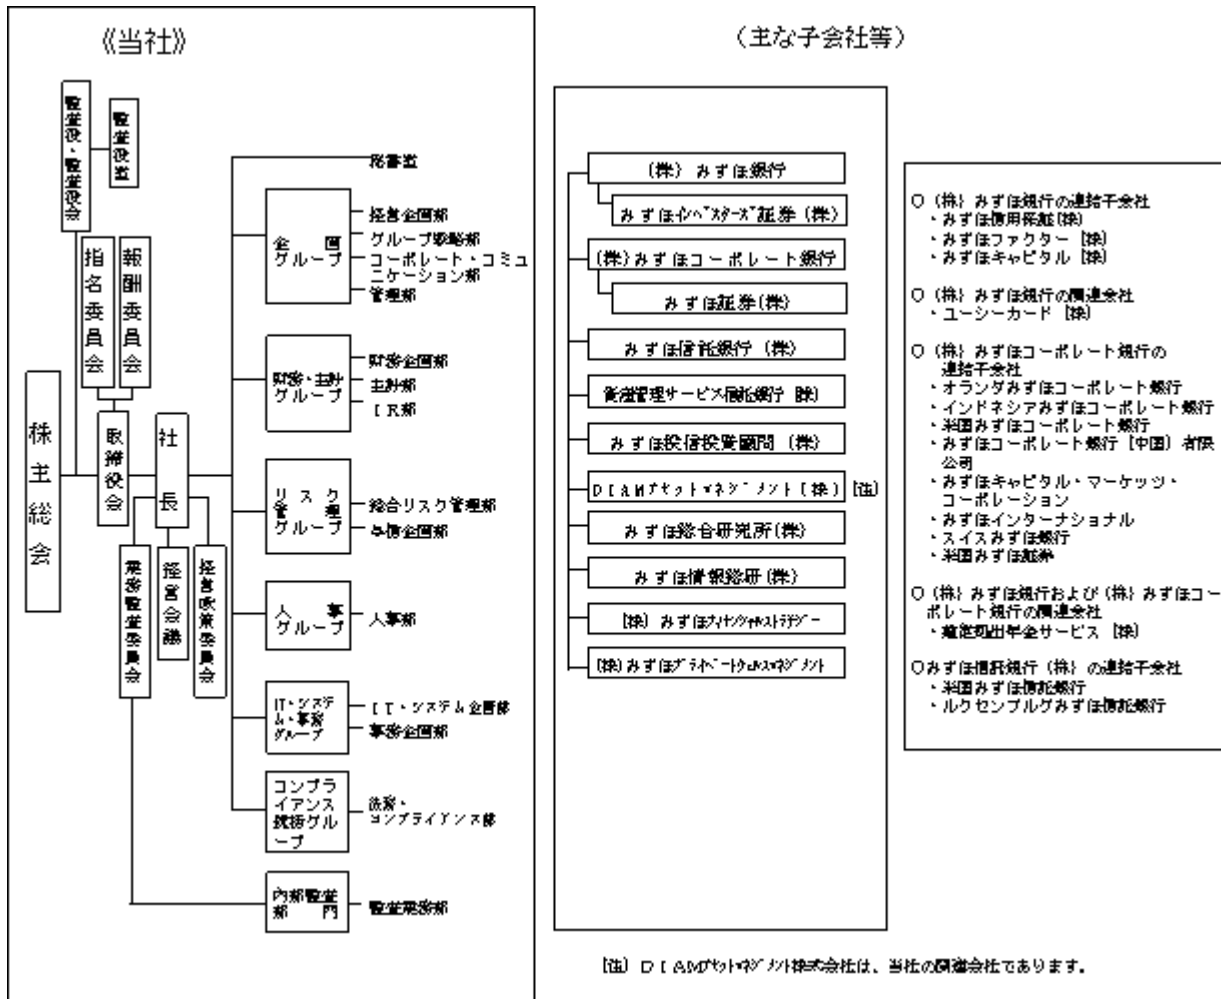 《当社》
(主な子会社等)
監査役・監査役会
監査役室
指名委員会
報酬委員会
株主総会
取締役会
社長
業務監査委員会
経営会議
経営政策委員会
秘書室
企画
グループ
経営企画部
グループ戦略部
コーポレート・コミュ
ニケーション部
管理部
財務・主計
グループ
財務企画部
主計部
IR部
リスク
管理
グループ
総合リスク管理部
与信企画部
人事
グループ
人事部
IT・システ
ム・事務
グループ
IT・システム企画部
事務企画部
コンプラ
イアンス
統括グル
ープ
法務・
コンプライアンス部
内部監査
部門
監査業務部
(株) みずほ銀行
みずほインベスターズ証券(株)
(株)みずほコーポレート銀行
みずほ証券(株)
みずほ信託銀行 (株)
資産管理サービス信託銀行 (株)
みずほ投信投資顧問 (株)
DIAMアセットマネジメント(株) (注)
みずほ総合研究所(株)
みずほ情報総研(株)
(株) みずほフィナンシャルストラテジー
(株)みずほプライベートウェルスマネジメント
○ (株) みずほ銀行の連結子会社
・みずほ信用保証(株)
・みずほファクター (株)
・みずほキャピタル (株)
○ (株) みずほ銀行の関連会社
・ユーシーカード (株)
○ (株) みずほコーポレート銀行の
連結子会社
・オランダみずほコーポレート銀行
・インドネシアみずほコーポレート銀行
・米国みずほコーポレート銀行
・みずほコーポレート銀行 (中国) 有限
公司
・みずほキャピタル・マーケッツ・
コーポレーション
・みずほインターナショナル
・スイスみずほ銀行
・米国みずほ証券
○ (株) みずほ銀行および (株) みずほコー
ポレート銀行の関連会社
・確定拠出年金サービス (株)
○みずほ信託銀行 (株) の連結子会社
・米国みずほ信託銀行
・ルクセンブルグみずほ信託銀行
(注) DIAMアセットマネジメント株式会社は、当社の関連会社であります。